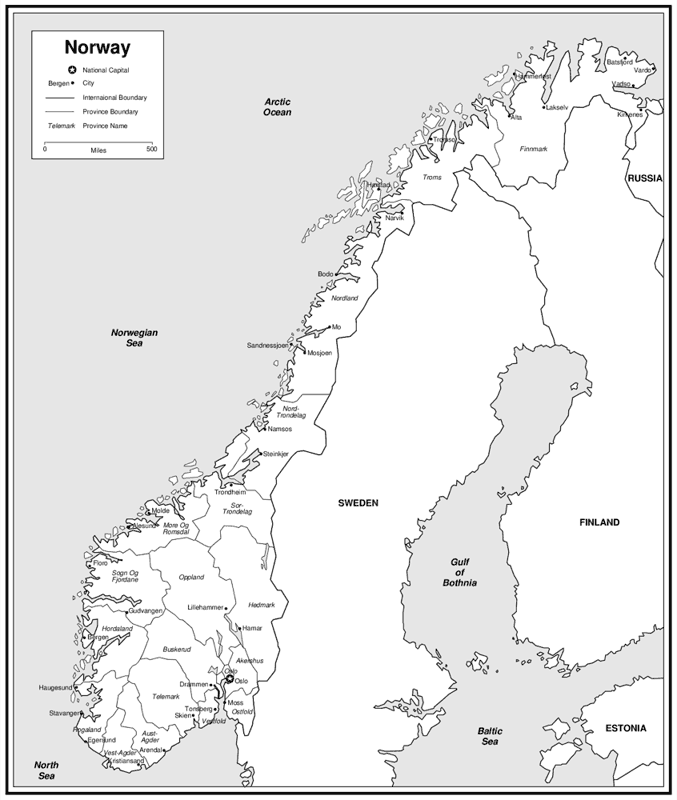 Norway
National Capital
Bergen • City
Internaional Boundary
Province Boundary
Telemark Province Name
0 500
Miles
Arctic
Ocean
Hammerfest
Batsfjord
Vardo
Vadso
Lakselv
Alta
Kirkenes
Finnmark
Tromso
Troms
RUSSIA
Harstad
Narvik
Bodo
Nordland
Norwegian
Sea
Mo
Sandnessjoen
Mosjoen
Nord-
Trondelag
Namsos
Steinkjer
Trondheim
Sor-
Trondelag
SWEDEN
FINLAND
Molde
Alesund
More Og
Romsdal
Floro
Sogn Og
Fjordane
Oppland
Gulf
of
Bothnia
Lillehammer
Hedmark
Gudvangen
Hordaland
Bergen
Hamar
Buskerud
Akershus
Oslo
Oslo
Drammen
Haugesund
Telemark
Moss
Ostfold
Tonsberg
Skien
Vestfold
Stavanger
Rogaland
Aust-
Agder
Egersund
Vest-Agder
Arendal
Kristiansand
Baltic
Sea
ESTONIA
North
Sea